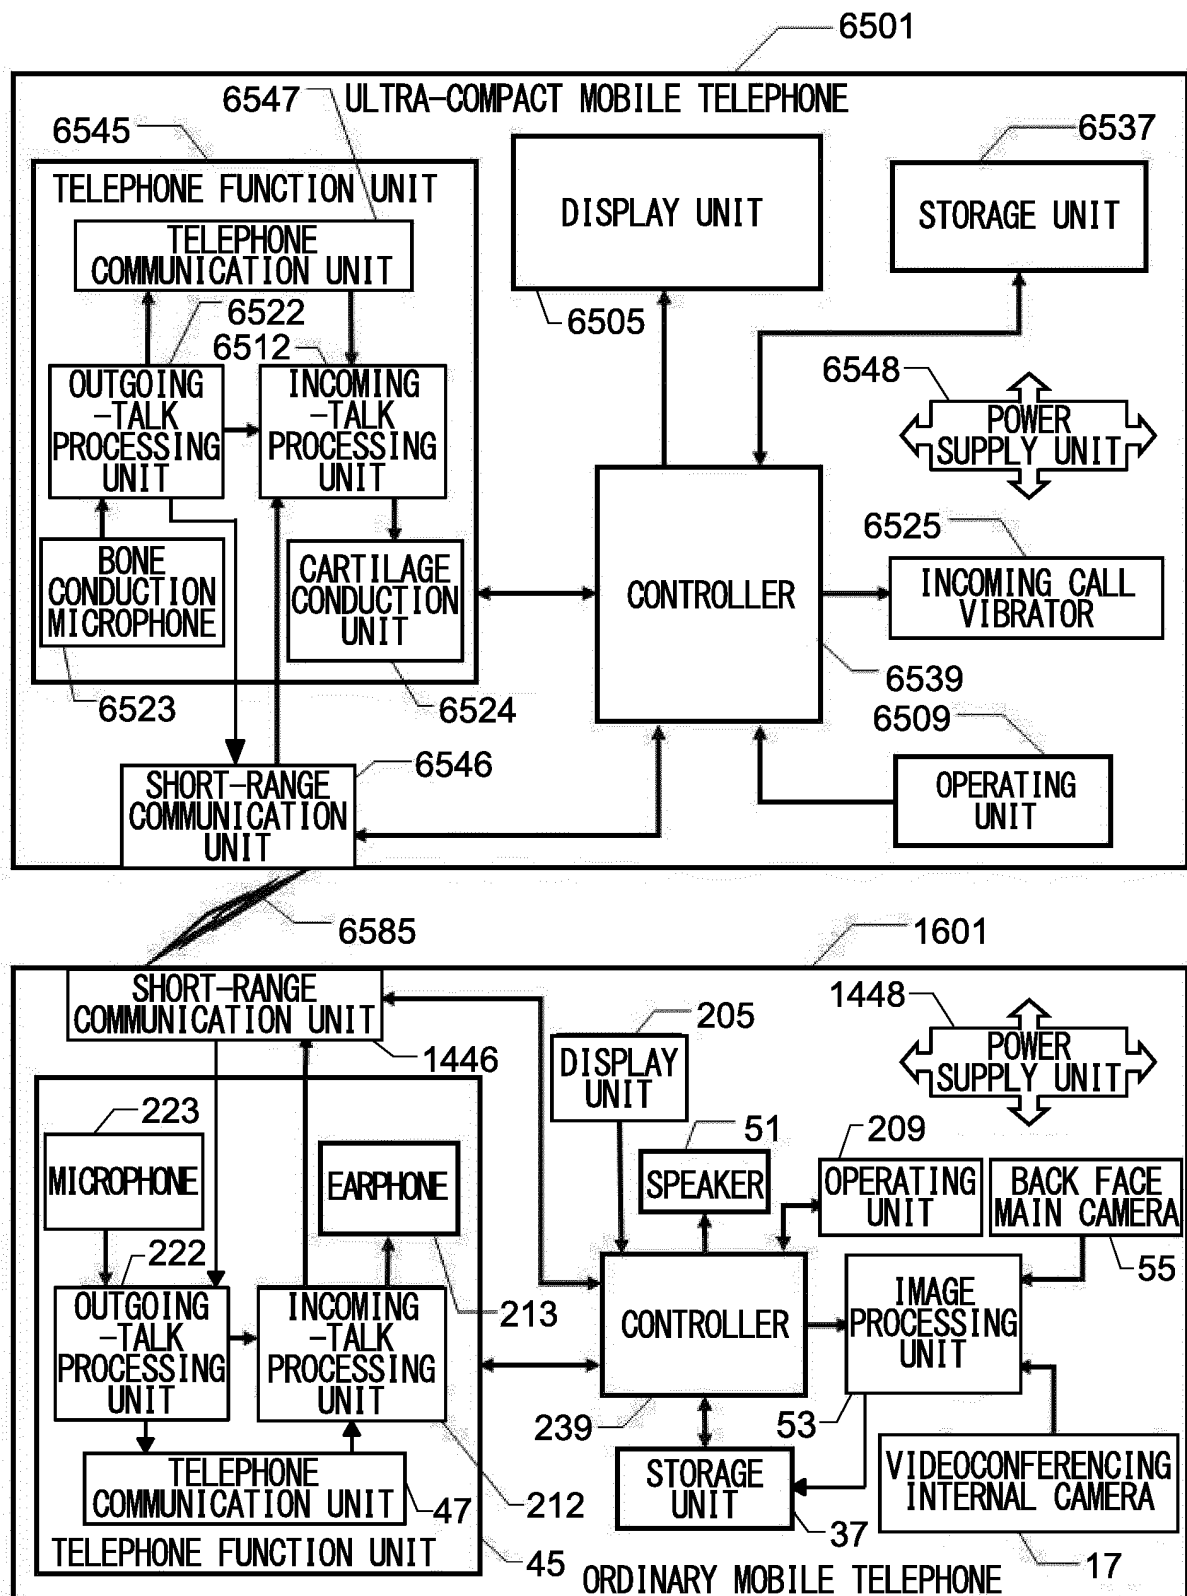 6501
ULTRA-COMPACT MOBILE TELEPHONE
6547
6545
6537
TELEPHONE FUNCTION UNIT
TELEPHONE
COMMUNICATION UNIT
DISPLAY UNIT
STORAGE UNIT
6522
6505
6512
6548
OUTGOING
-TALK
PROCESSING
UNIT
INCOMING
-TALK
PROCESSING
UNIT
POWER
SUPPLY UNIT
6525
BONE
CONDUCTION
MICROPHONE
CARTILAGE
CONDUCTION
UNIT
CONTROLLER
INCOMING CALL
VIBRATOR
6523
6524
6539
6509
6546
SHORT-RANGE
COMMUNICATION
UNIT
OPERATING
UNIT
6585
1601
SHORT-RANGE
COMMUNICATION UNIT
1446
205
1448
DISPLAY
UNIT
POWER
SUPPLY UNIT
223
51
209
MICROPHONE
EARPHONE
SPEAKER
OPERATING
UNIT
BACK FACE
MAIN CAMERA
222
213
55
OUTGOING
-TALK
PROCESSING
UNIT
INCOMING
-TALK
PROCESSING
UNIT
CONTROLLER
IMAGE
PROCESSING
UNIT
239
53
TELEPHONE
COMMUNICATION UNIT
47
212
STORAGE
UNIT
37
VIDEOCONFERENCING
INTERNAL CAMERA
TELEPHONE FUNCTION UNIT
45
17
ORDINARY MOBILE TELEPHONE